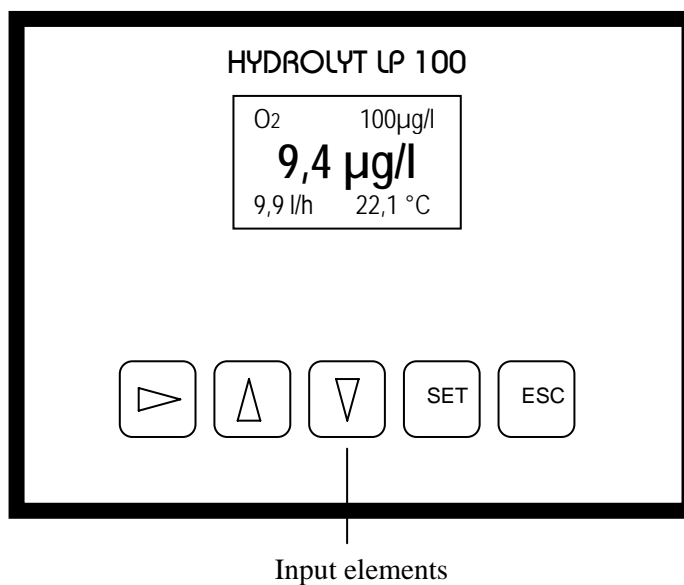 HYDROLYT LP 100
O2 100µg/l
9,4 µg/l
9,9 l/h 22,1 °C
SET ESC
Input elements